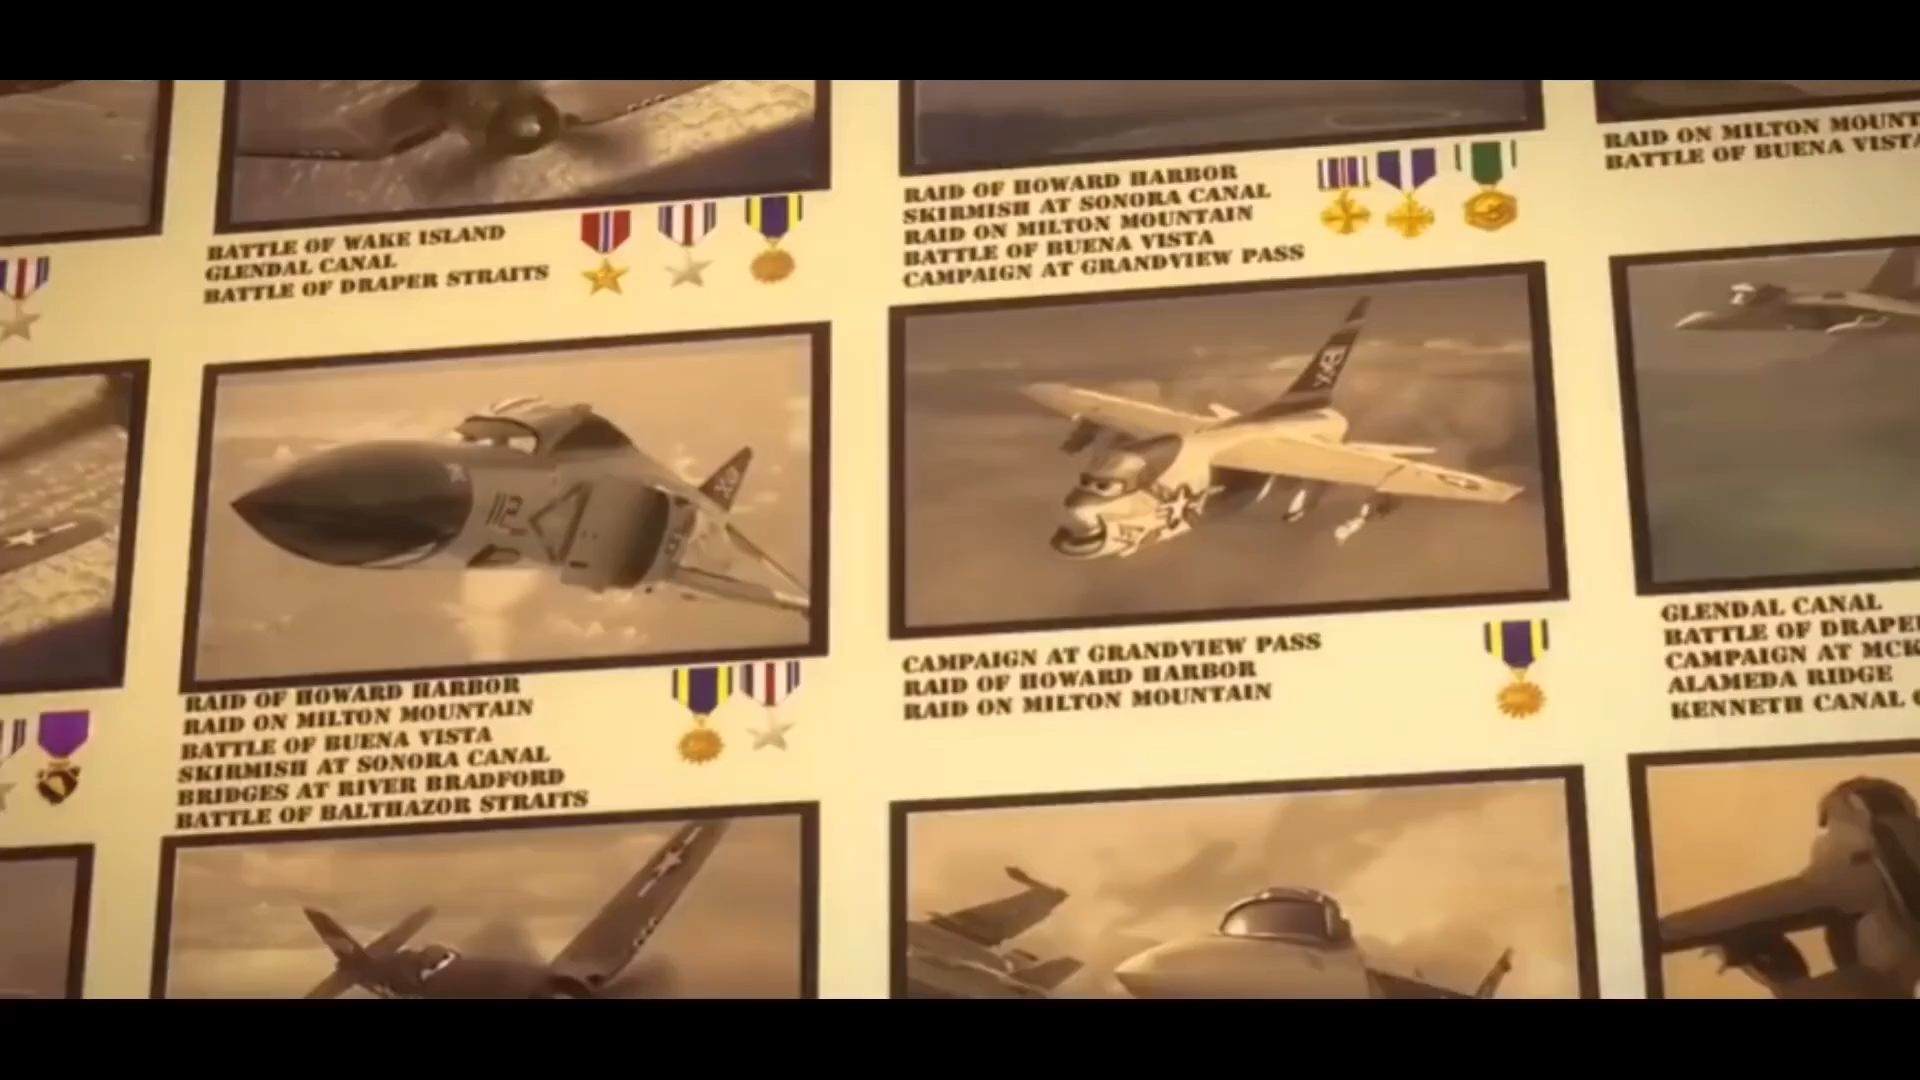 BATTLE OF WAKE ISLAND
GLENDAL CANAL
BATTLE OF DRAPER STRAITS
RAID OF HOWARD HARBOR
SKIRMISH AT SONORA CANAL
RAID ON MILTON MOUNTAIN
BATTLE OF BUENA VISTA
CAMPAIGN AT GRANDVIEW PASS
RAID ON MILTON MOUNT
BATTLE OF BUENA VISTA
112
RAID OF HOWARD HARBOR
RAID ON MILTON MOUNTAIN
BATTLE OF BUENA VISTA
SKIRMISH AT SONORA CANAL
BRIDGES AT RIVER BRADFORD
BATTLE OF BALTHAZOR STRAITS
CAMPAIGN AT GRANDVIEW PASS
RAID OF HOWARD HARBOR
RAID ON MILTON MOUNTAIN
GLENDAL CANAL
BATTLE OF DRAPE
CAMPAIGN AT MCK
ALAMEDA RIDGE
KENNETH CANAL